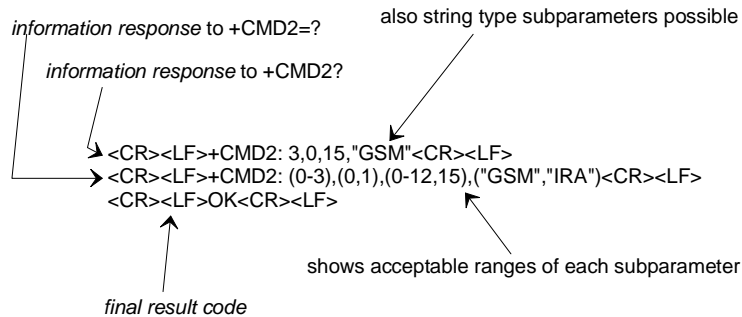 also string type subparameters possible
information response to +CMD2=?
information response to +CMD2?
<CR><LF>+CMD2: 3,0,15,"GSM"<CR><LF>
<CR><LF>+CMD2: (0-3),(0,1),(0-12,15),("GSM","IRA")<CR><LF>
<CR><LF>OK<CR><LF>
shows acceptable ranges of each subparameter
final result code